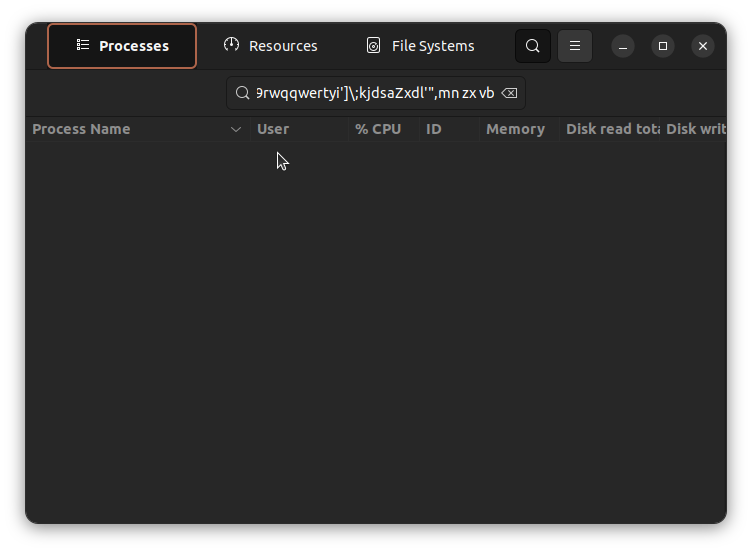 Processes Resources File Systems
9rwqqwertyi']\;kjdsaZxdl'",mn zx vb
Process Name User % CPU ID Memory Disk read tota Disk writ